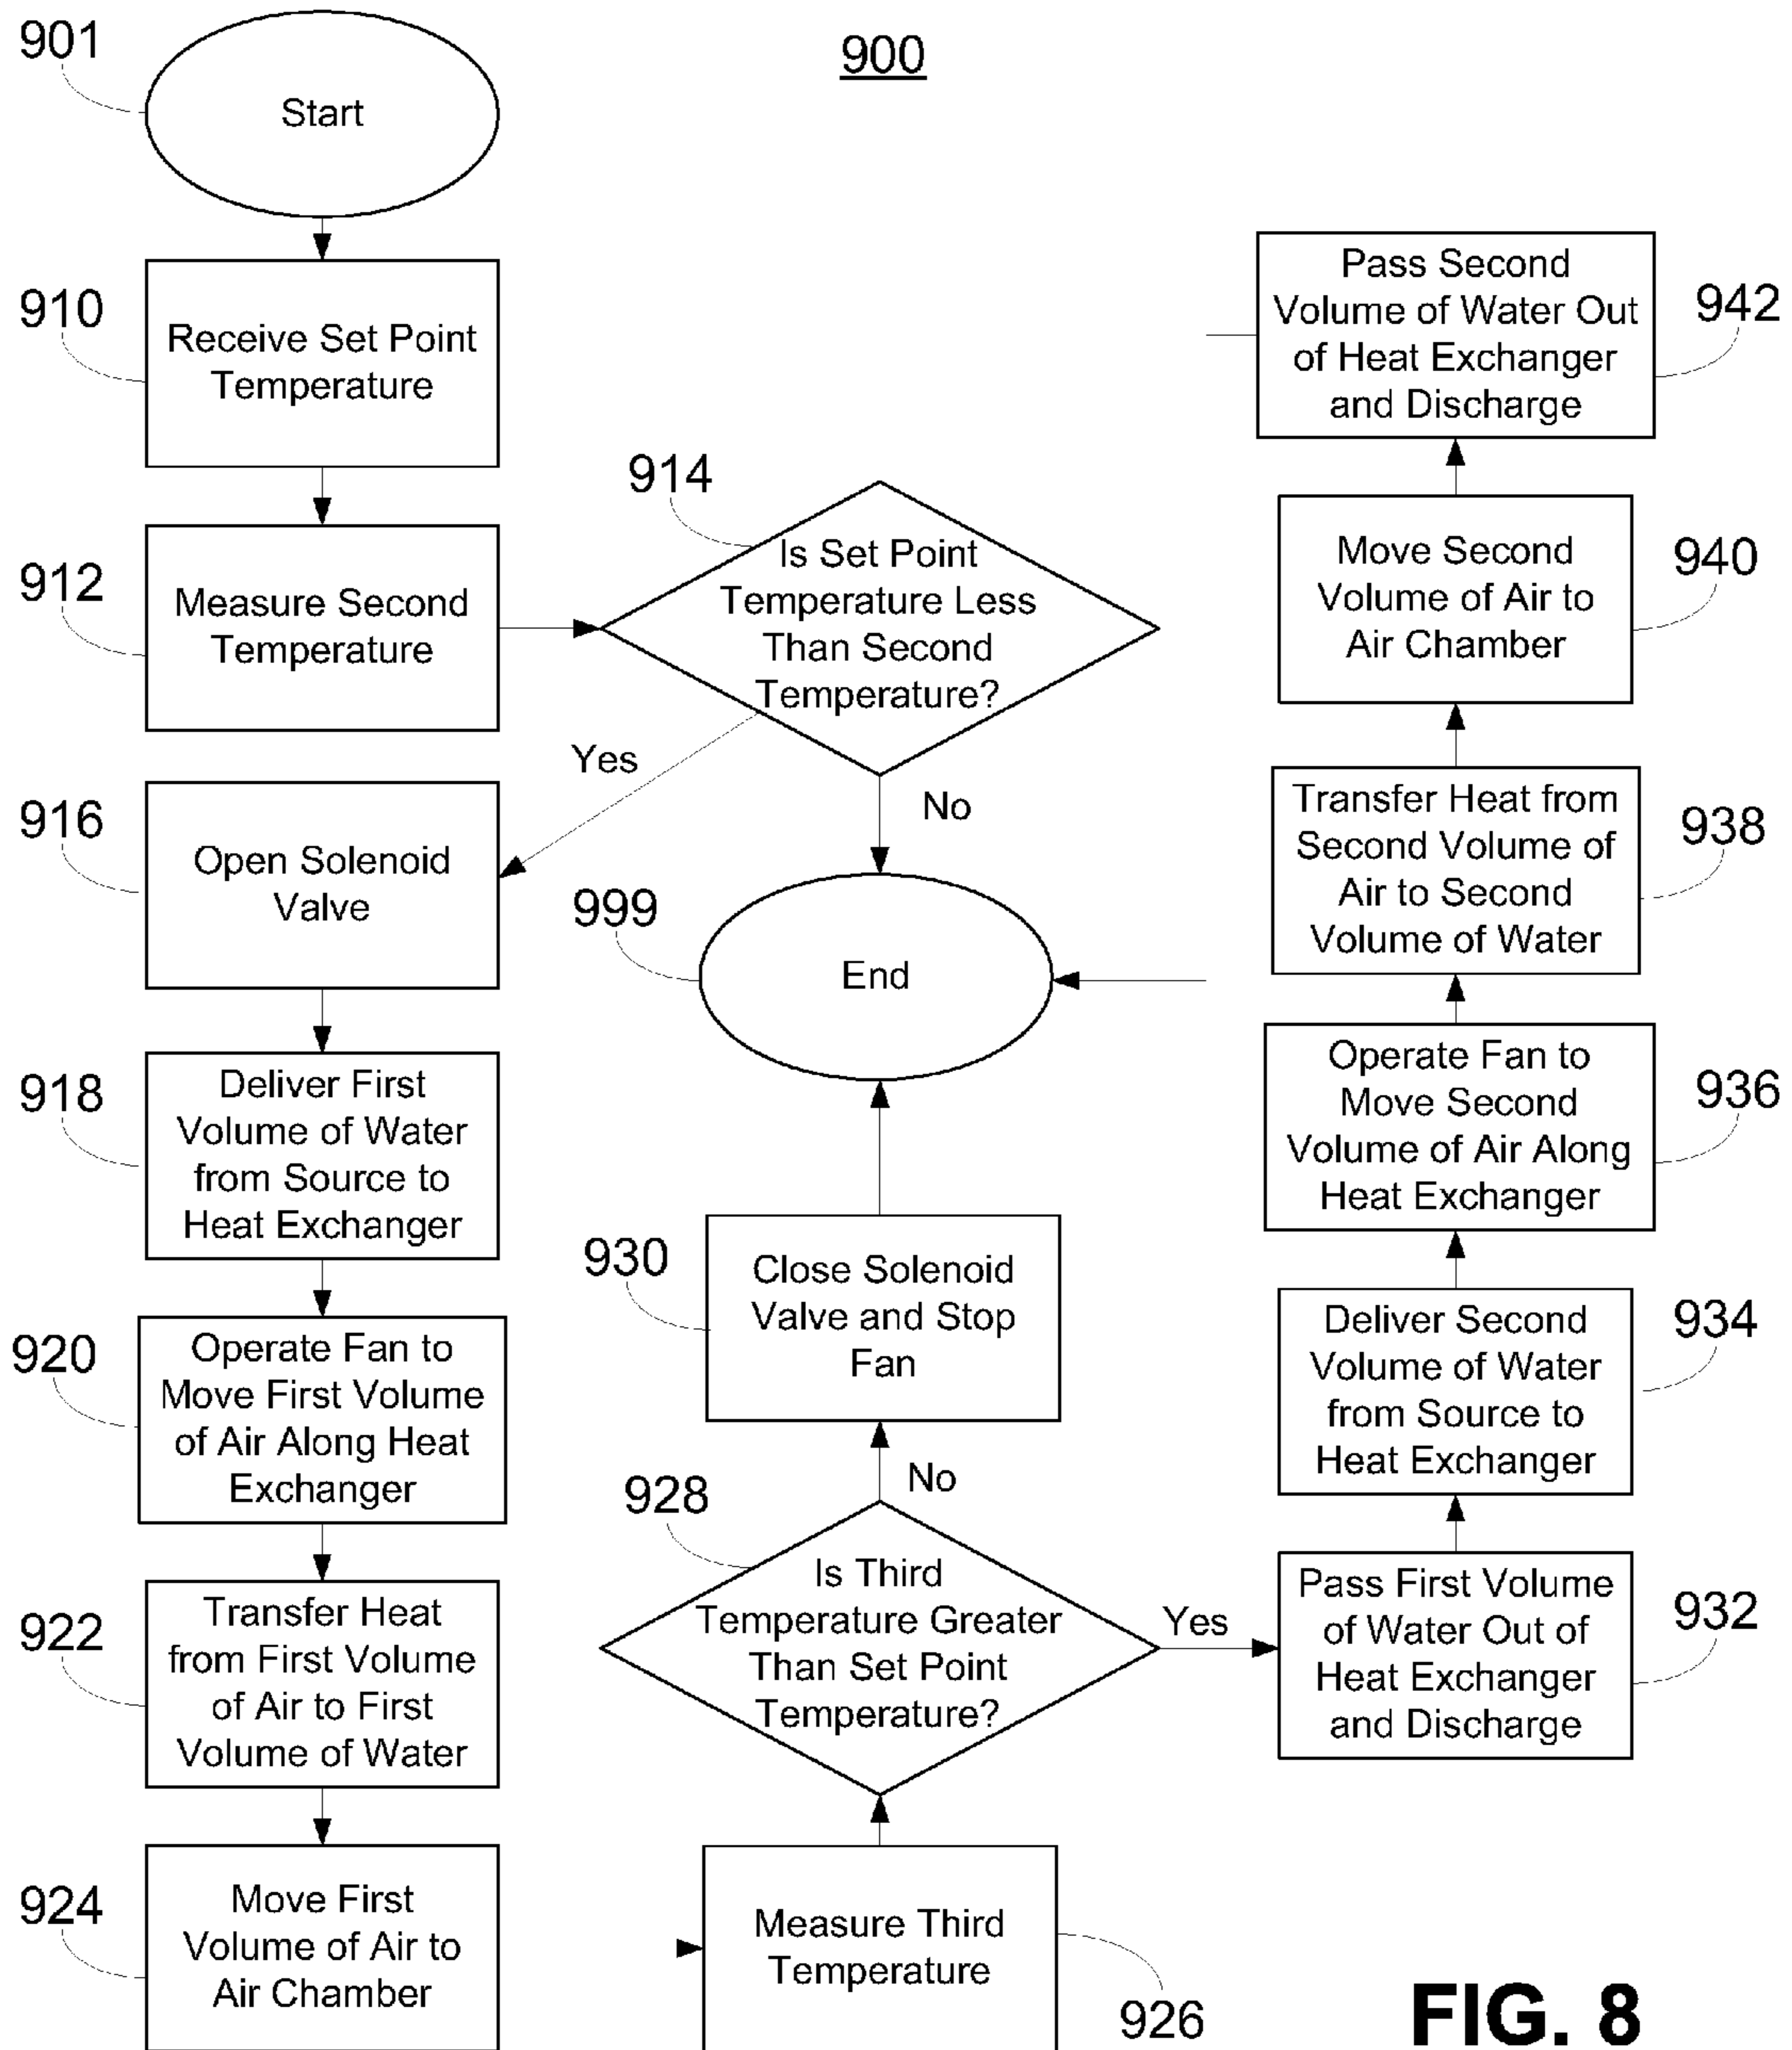 900
901
Start
910
Receive Set Point
Temperature
912
Measure Second
Temperature
914
Is Set Point
Temperature Less
Than Second
Temperature?
Yes
No
916
Open Solenoid
Valve
918
Deliver First
Volume of Water
from Source to
Heat Exchanger
920
Operate Fan to
Move First Volume
of Air Along Heat
Exchanger
922
Transfer Heat
from First Volume
of Air to First
Volume of Water
924
Move First
Volume of Air to
Air Chamber
999
End
930
Close Solenoid
Valve and Stop
Fan
No
928
Is Third
Temperature Greater
Than Set Point
Temperature?
Yes
Measure Third
Temperature
926
Pass Second
Volume of Water Out
of Heat Exchanger
and Discharge
942
Move Second
Volume of Air to
Air Chamber
940
Transfer Heat from
Second Volume of
Air to Second
Volume of Water
938
Operate Fan to
Move Second
Volume of Air Along
Heat Exchanger
936
Deliver Second
Volume of Water
from Source to
Heat Exchanger
934
Pass First Volume
of Water Out of
Heat Exchanger
and Discharge
932
FIG. 8